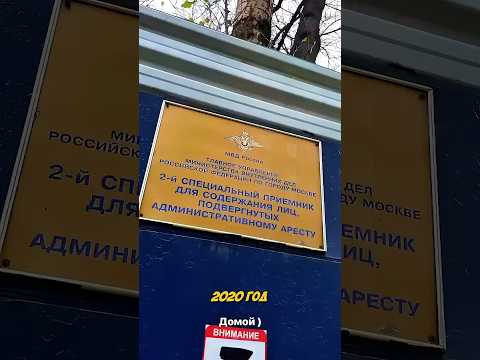 МВД России
ГЛАВНОЕ УПРАВЛЕНИЕ
МИНИСТЕРСТВА ВНУТРЕННИХ ДЕЛ
РОССИЙСКОЙ ФЕДЕРАЦИИ ПО ГОРОДУ МОСКВЕ
2-й СПЕЦИАЛЬНЫЙ ПРИЕМНИК
ДЛЯ СОДЕРЖАНИЯ ЛИЦ,
ПОДВЕРГНУТЫХ
АДМИНИСТРАТИВНОМУ АРЕСТУ
2020 ГОД
Домой )
ВНИМАНИЕ